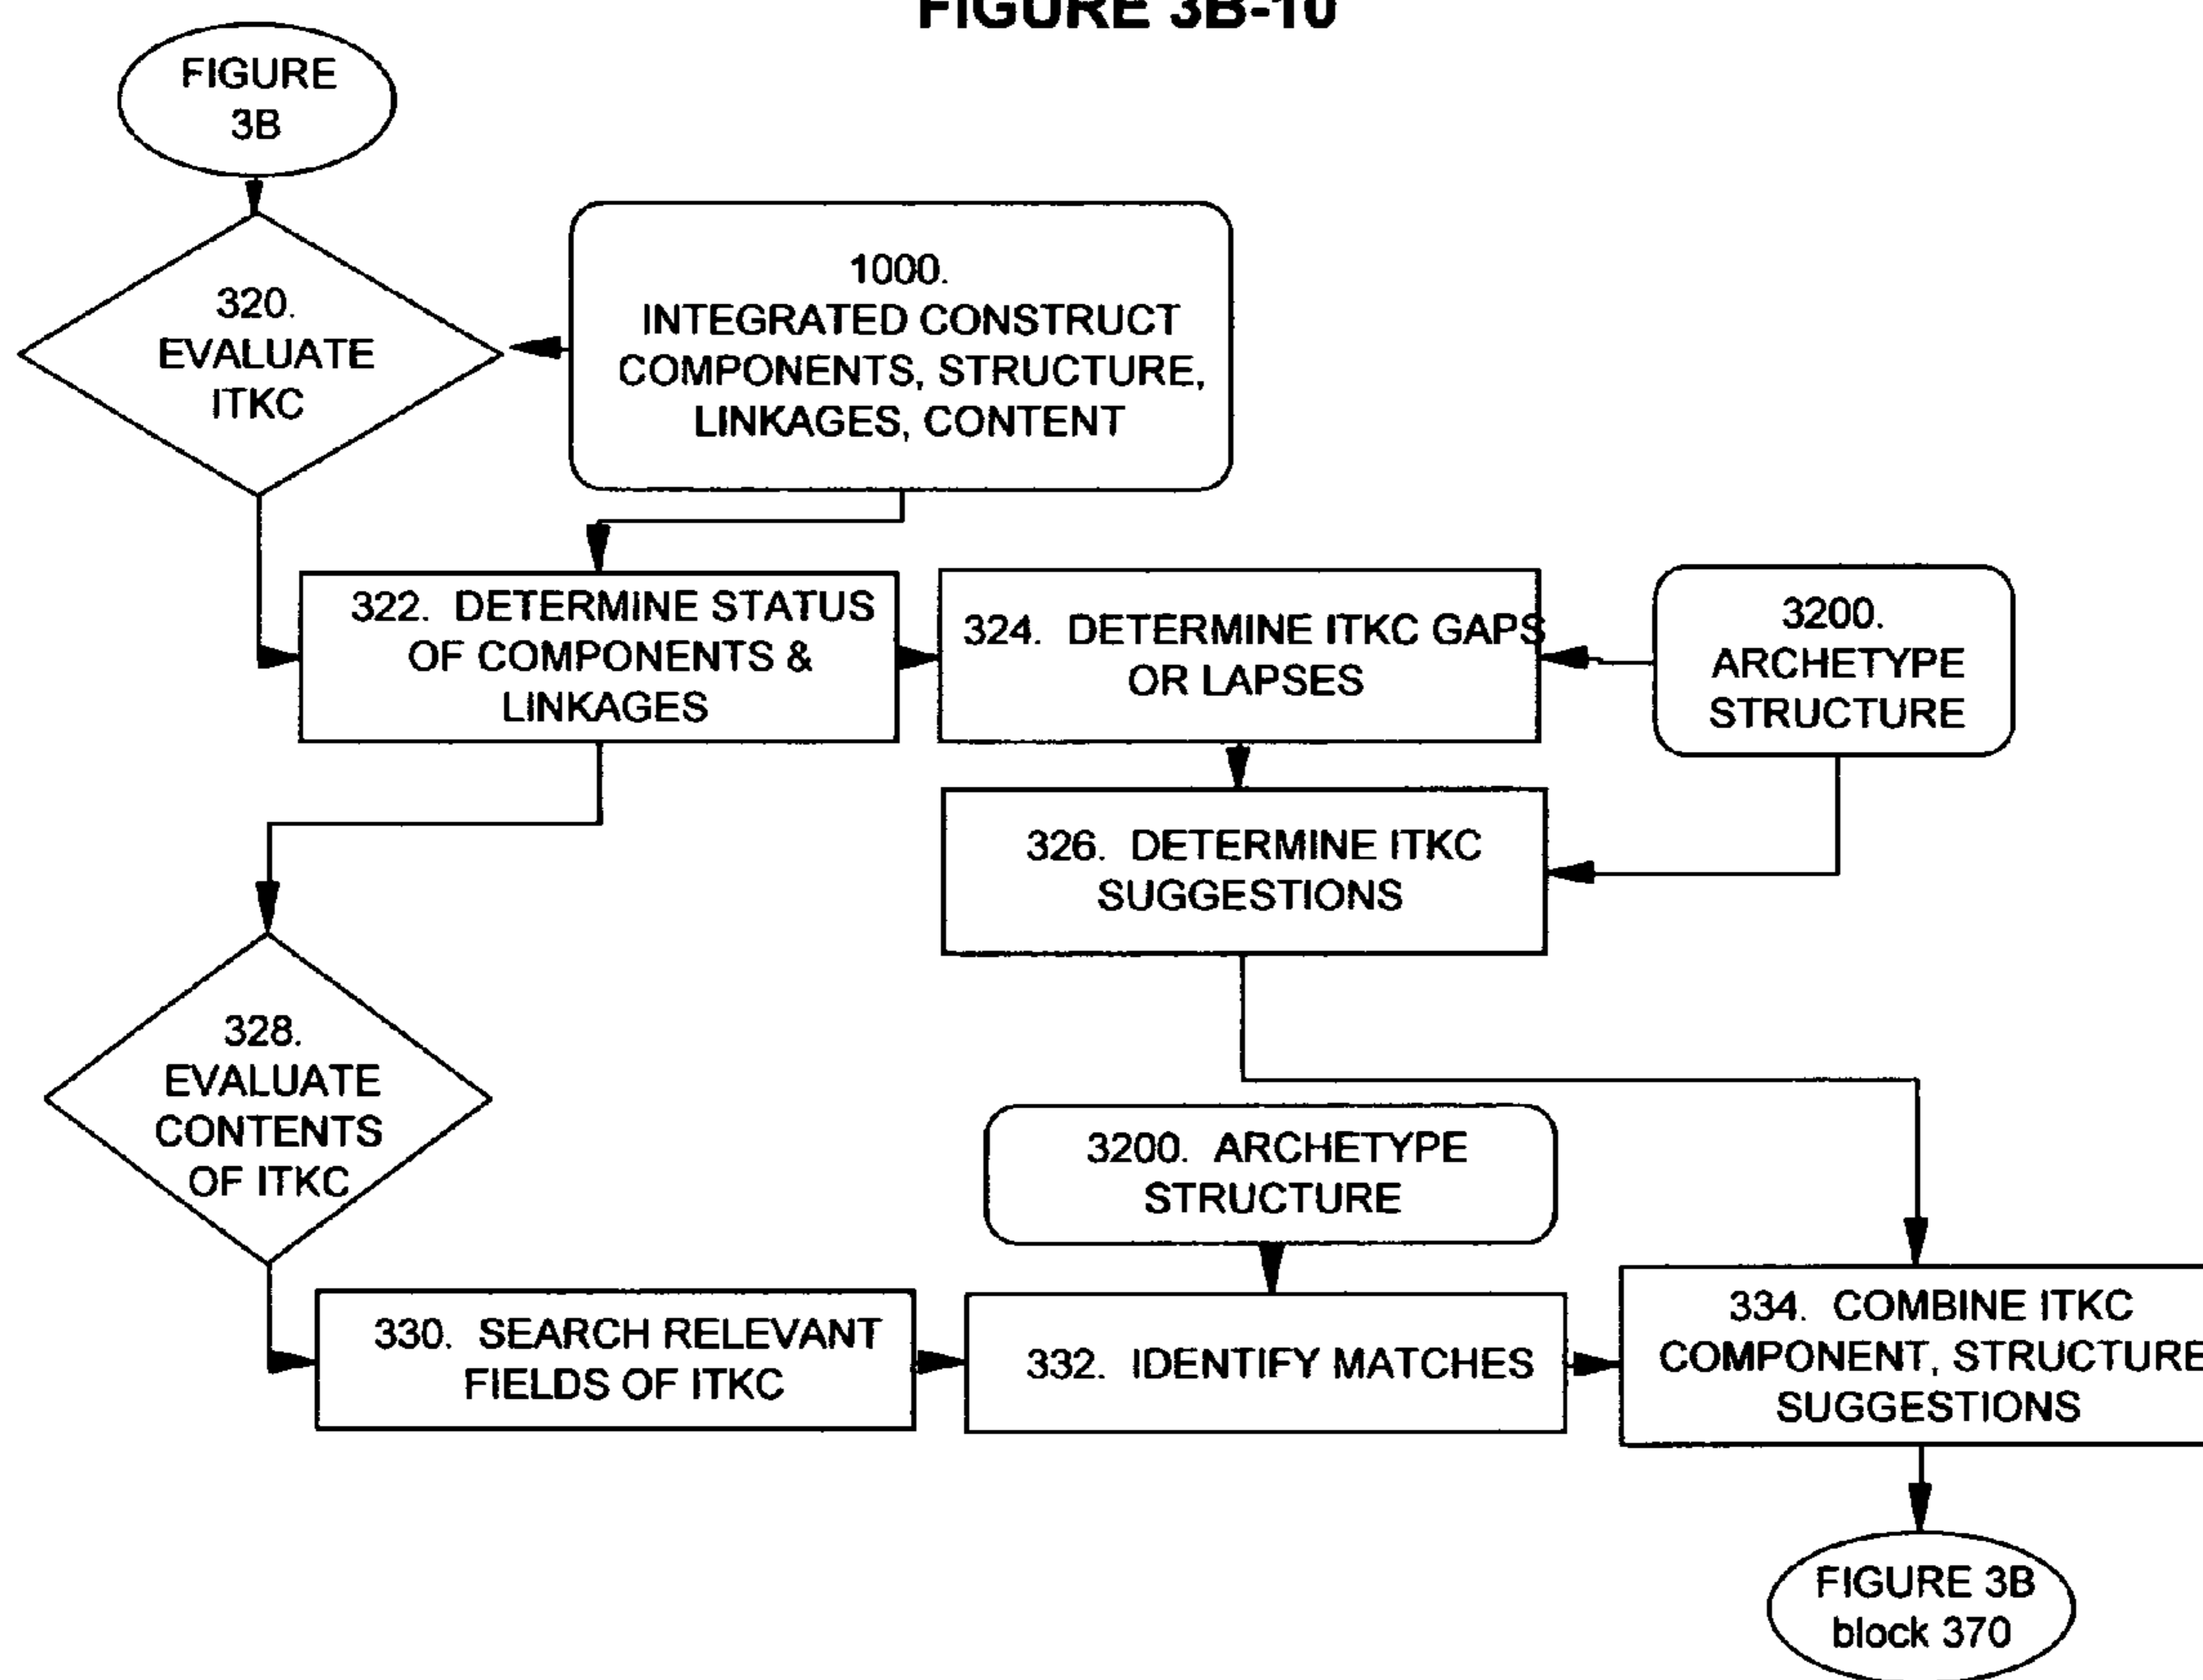 FIGURE 3B-10
FIGURE
3B
320.
EVALUATE
ITKC
1000.
INTEGRATED CONSTRUCT
COMPONENTS, STRUCTURE,
LINKAGES, CONTENT
322. DETERMINE STATUS
OF COMPONENTS &
LINKAGES
324. DETERMINE ITKC GAPS
OR LAPSES
3200.
ARCHETYPE
STRUCTURE
326. DETERMINE ITKC
SUGGESTIONS
328.
EVALUATE
CONTENTS
OF ITKC
3200. ARCHETYPE
STRUCTURE
330. SEARCH RELEVANT
FIELDS OF ITKC
332. IDENTIFY MATCHES
334. COMBINE ITKC
COMPONENT, STRUCTURE
SUGGESTIONS
FIGURE 3B
block 370